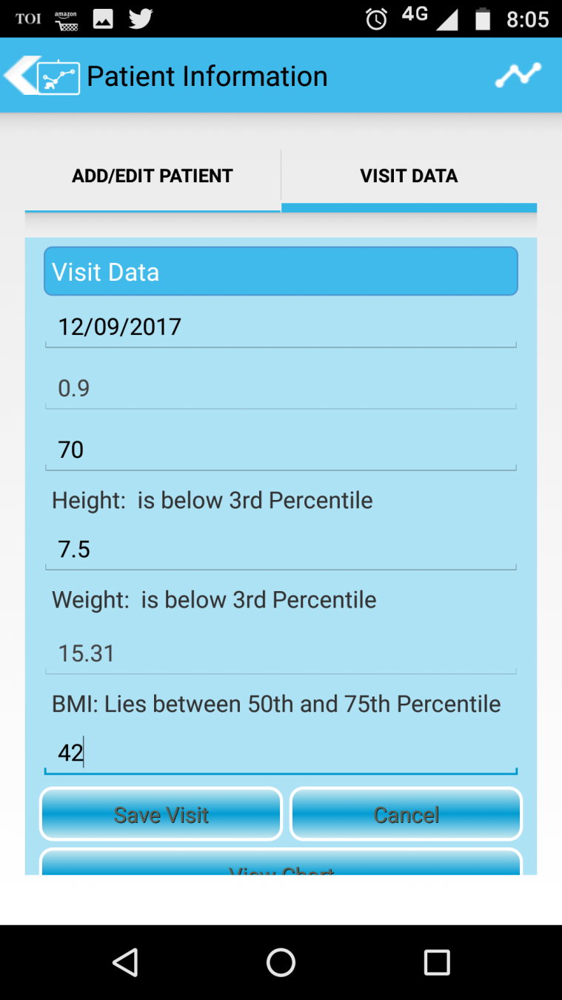 TOI amazon 4G 8:05
Patient Information
ADD/EDIT PATIENT VISIT DATA
Visit Data
12/09/2017
0.9
70
Height:  is below 3rd Percentile
7.5
Weight:  is below 3rd Percentile
15.31
BMI: Lies between 50th and 75th Percentile
42
Save Visit Cancel
View Chart